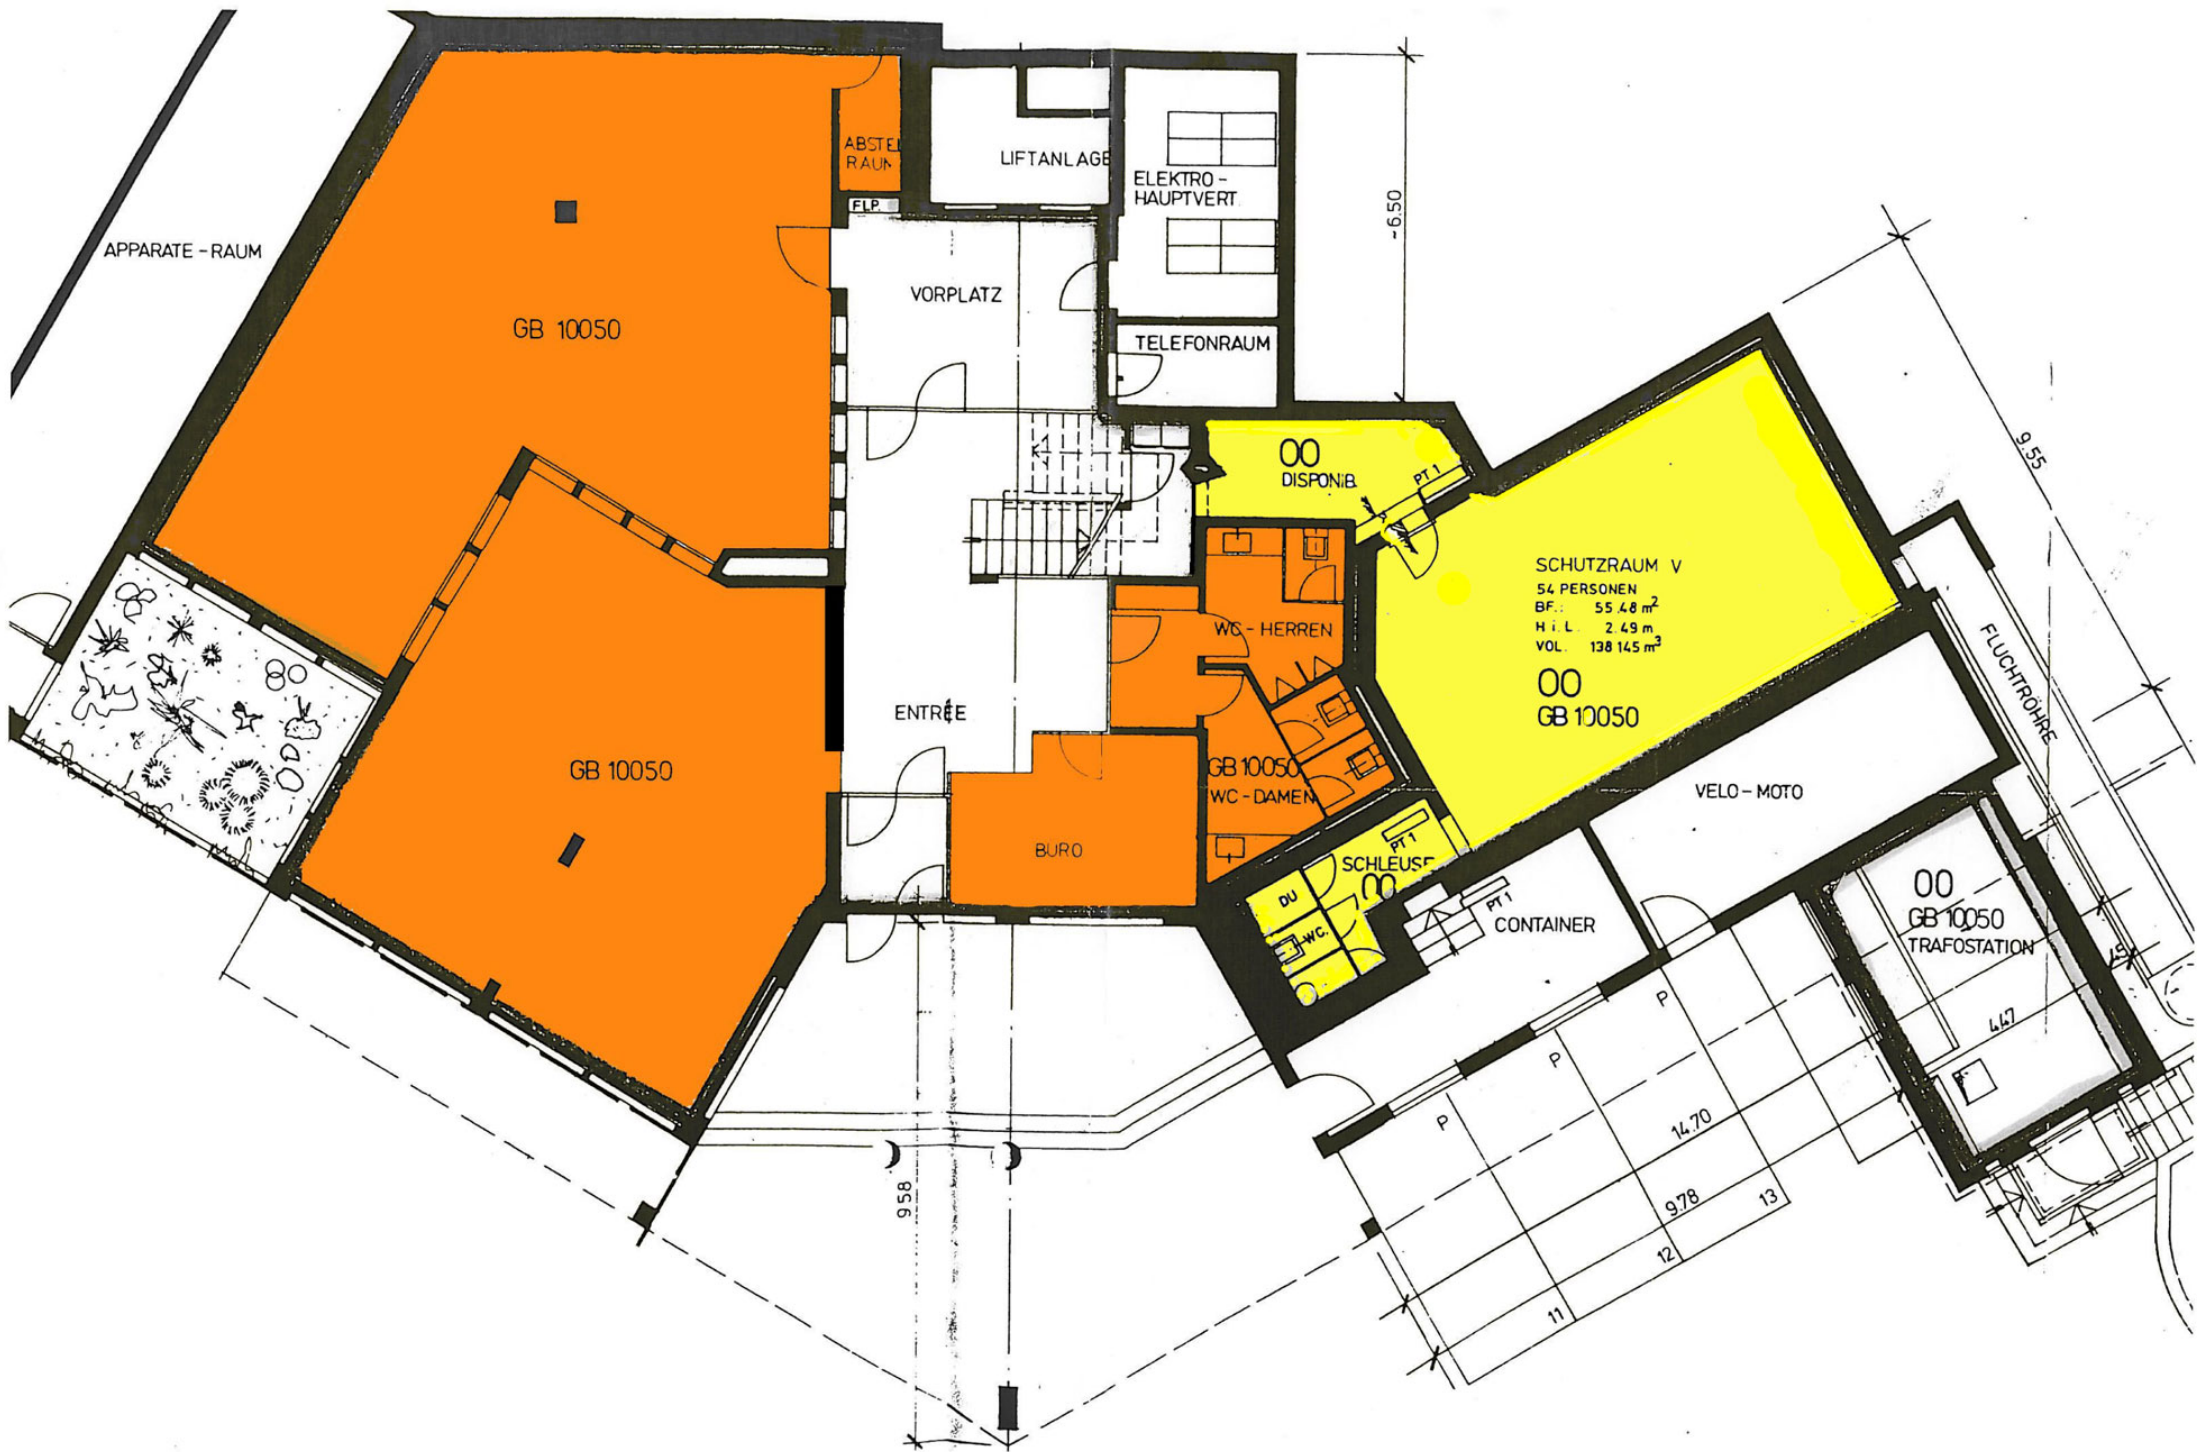 ABSTEL
RAUM
LIFTANLAGE
ELEKTRO-
HAUPTVERT.
FLP.
~6.50
APPARATE-RAUM
VORPLATZ
GB 10050
TELEFONRAUM
00
DISPONIB.
PT 1
9.55
SCHUTZRAUM V
54 PERSONEN
BF.: 55.48 m²
H i. L. 2.49 m
VOL. 138 145 m³
00
GB 10050
WC-HERREN
FLUCHTRÖHRE
ENTRÉE
GB 10050
GB 10050
WC-DAMEN
VELO-MOTO
BÜRO
PT 1
SCHLEUSE
00
DU
WC.
PT 1
CONTAINER
00
GB 10050
TRAFOSTATION
4.47
P
P
P
14.70
9.78
13
12
11
9.58